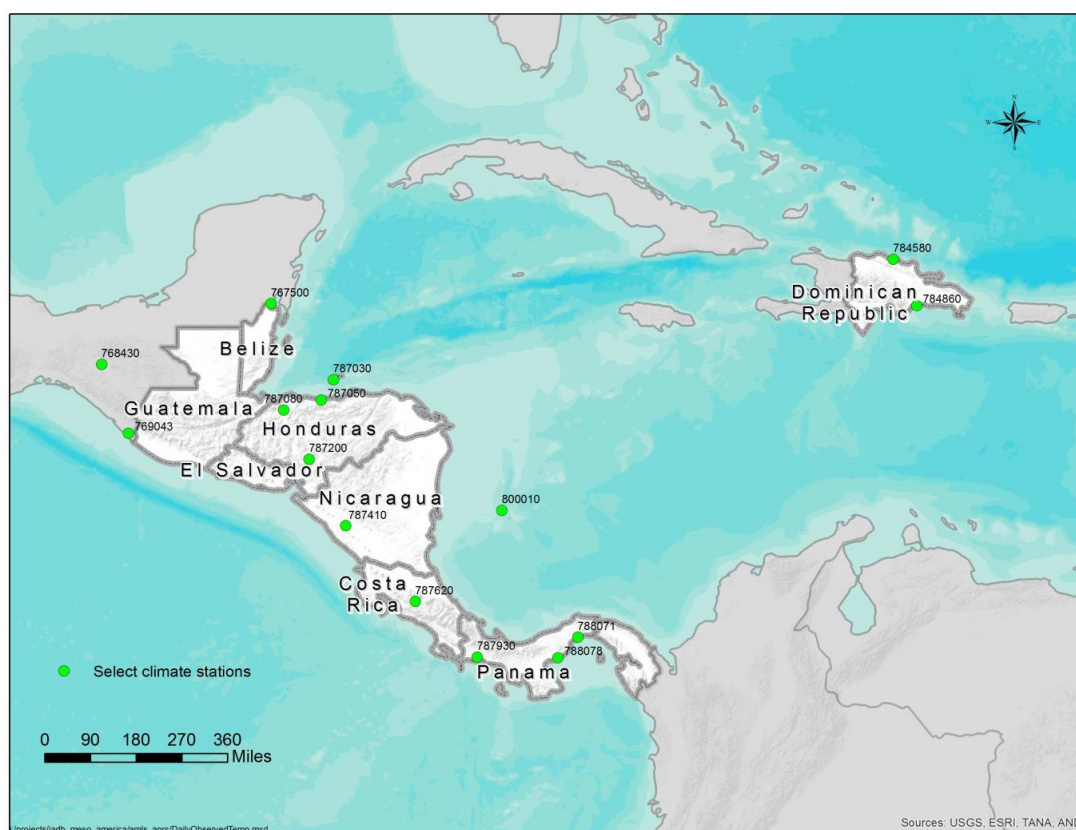 N
W E
S
784580
Dominican
Republic
784860
767500
Belize
768430
787030
787050
787080
Guatemala
Honduras
769043
787200
El Salvador
Nicaragua
800010
787410
Costa
Rica
787620
788071
787930
788078
Panama
Select climate stations
0 90 180 270 360
Miles
Sources: USGS, ESRI, TANA, AND